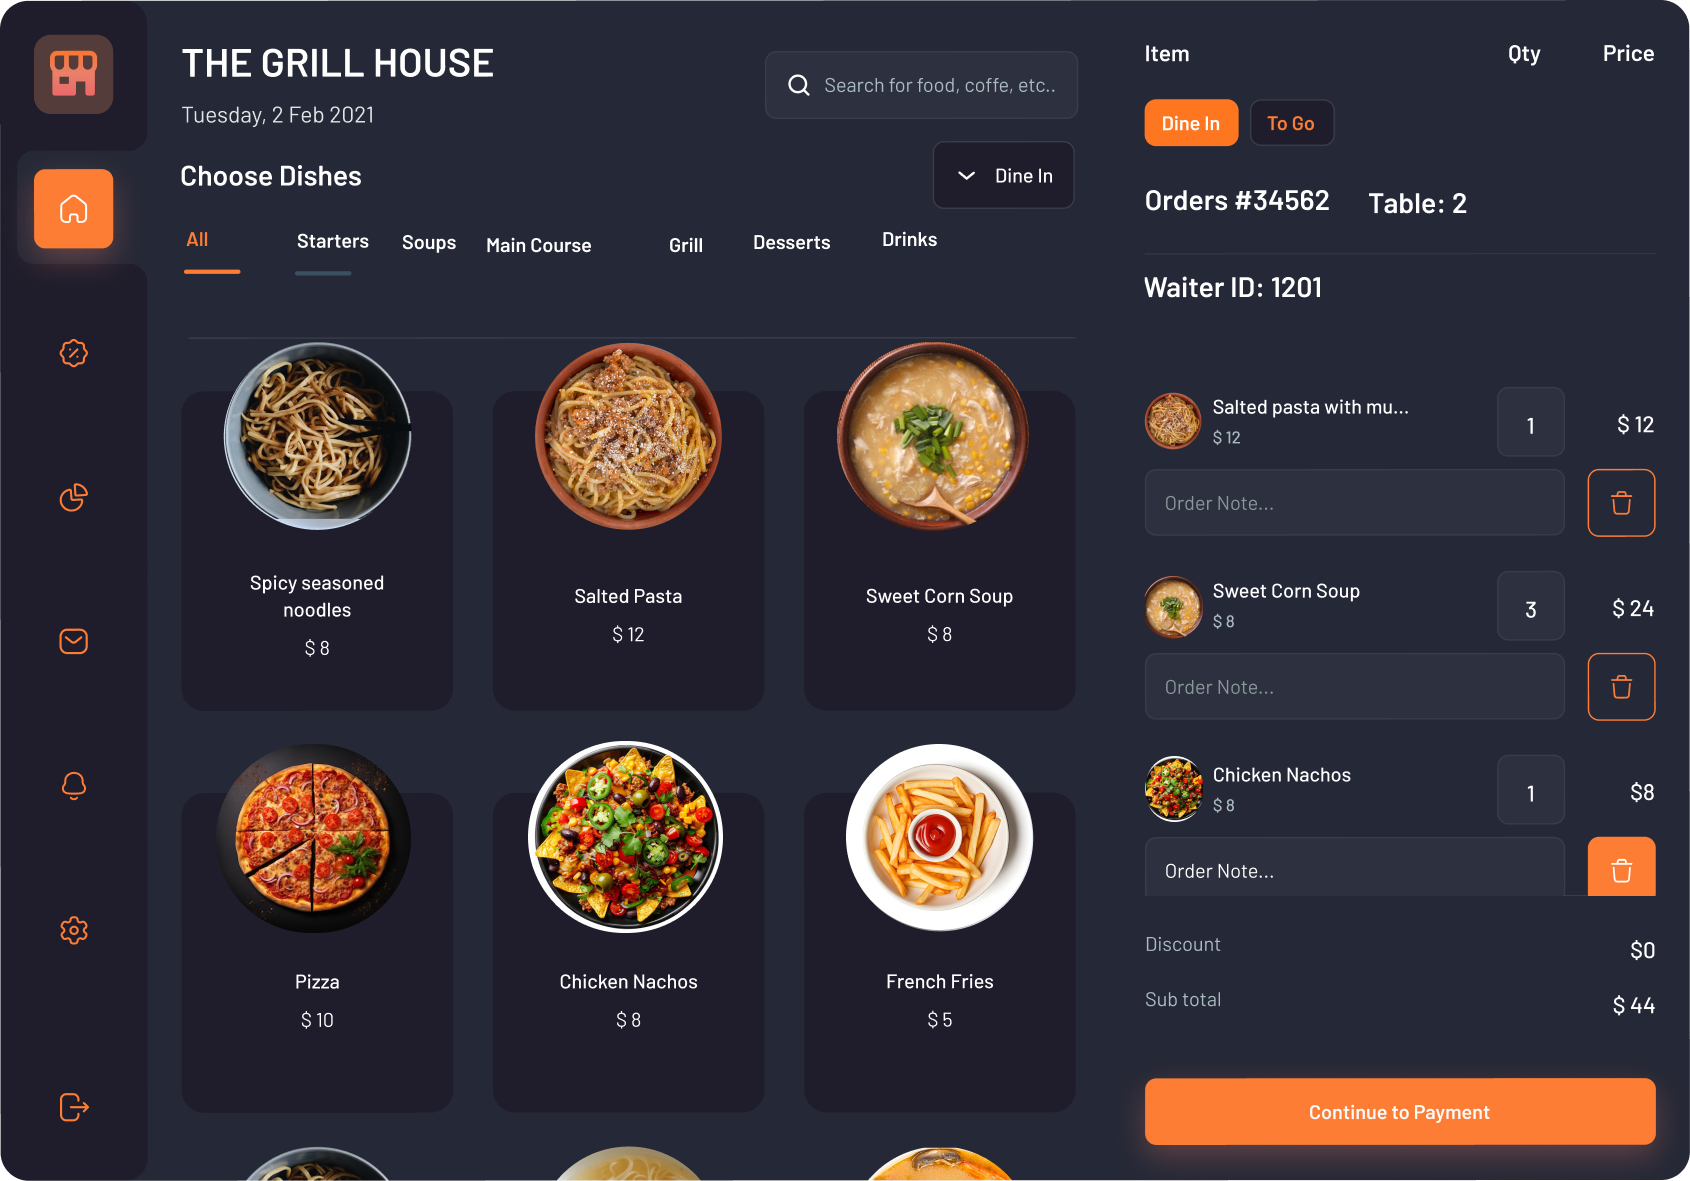 THE GRILL HOUSE
Tuesday, 2 Feb 2021
Search for food, coffe, etc..
Choose Dishes
Dine In
All
Starters
Soups
Main Course
Grill
Desserts
Drinks
Spicy seasoned
noodles
$ 8
Salted Pasta
$ 12
Sweet Corn Soup
$ 8
Pizza
$ 10
Chicken Nachos
$ 8
French Fries
$ 5
Item
Qty
Price
Dine In
To Go
Orders #34562
Table: 2
Waiter ID: 1201
Salted pasta with mu...
$ 12
1
$ 12
Order Note...
Sweet Corn Soup
$ 8
3
$ 24
Order Note...
Chicken Nachos
$ 8
1
$8
Order Note...
Discount
$0
Sub total
$ 44
Continue to Payment